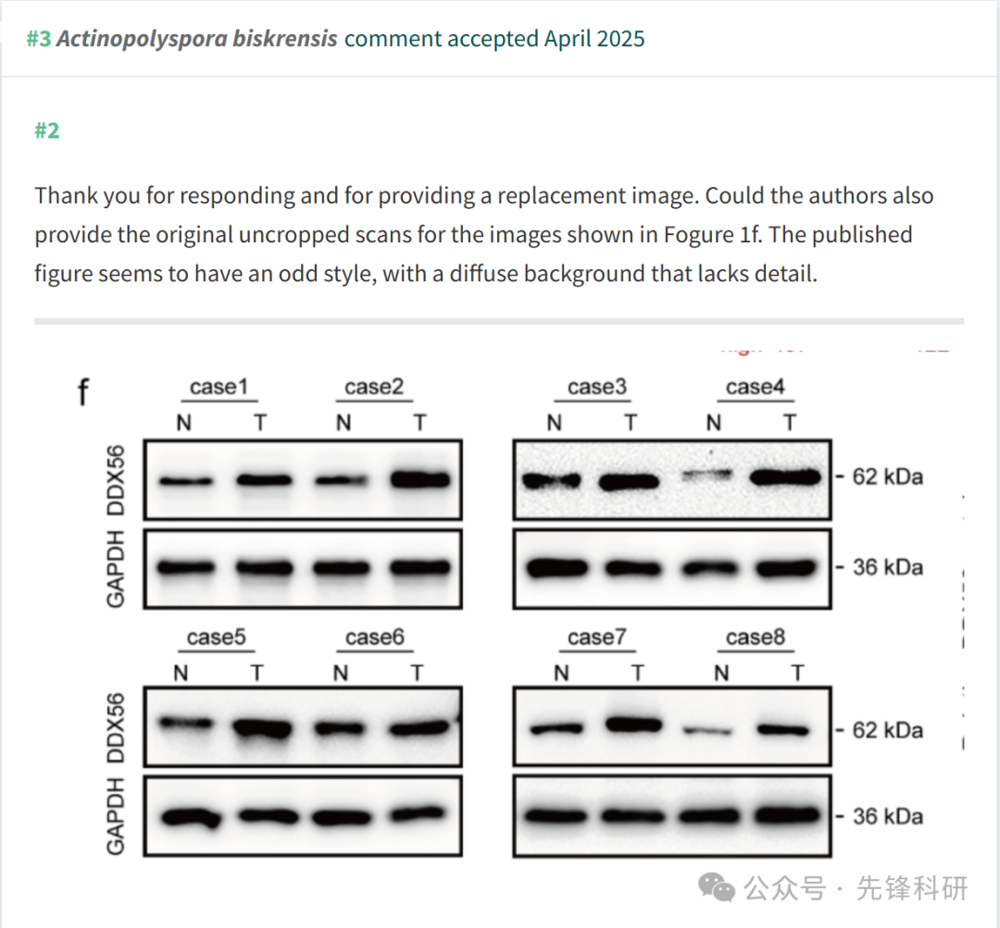 #3 Actinopolyspora biskrensis comment accepted April 2025
#2
Thank you for responding and for providing a replacement image. Could the authors also
provide the original uncropped scans for the images shown in Fogure 1f. The published
figure seems to have an odd style, with a diffuse background that lacks detail.
f
case1 case2 case3 case4
N T N T N T N T
DDX56 - 62 kDa
GAPDH - 36 kDa
case5 case6 case7 case8
N T N T N T N T
DDX56 - 62 kDa
GAPDH - 36 kDa
公众号 · 先锋科研